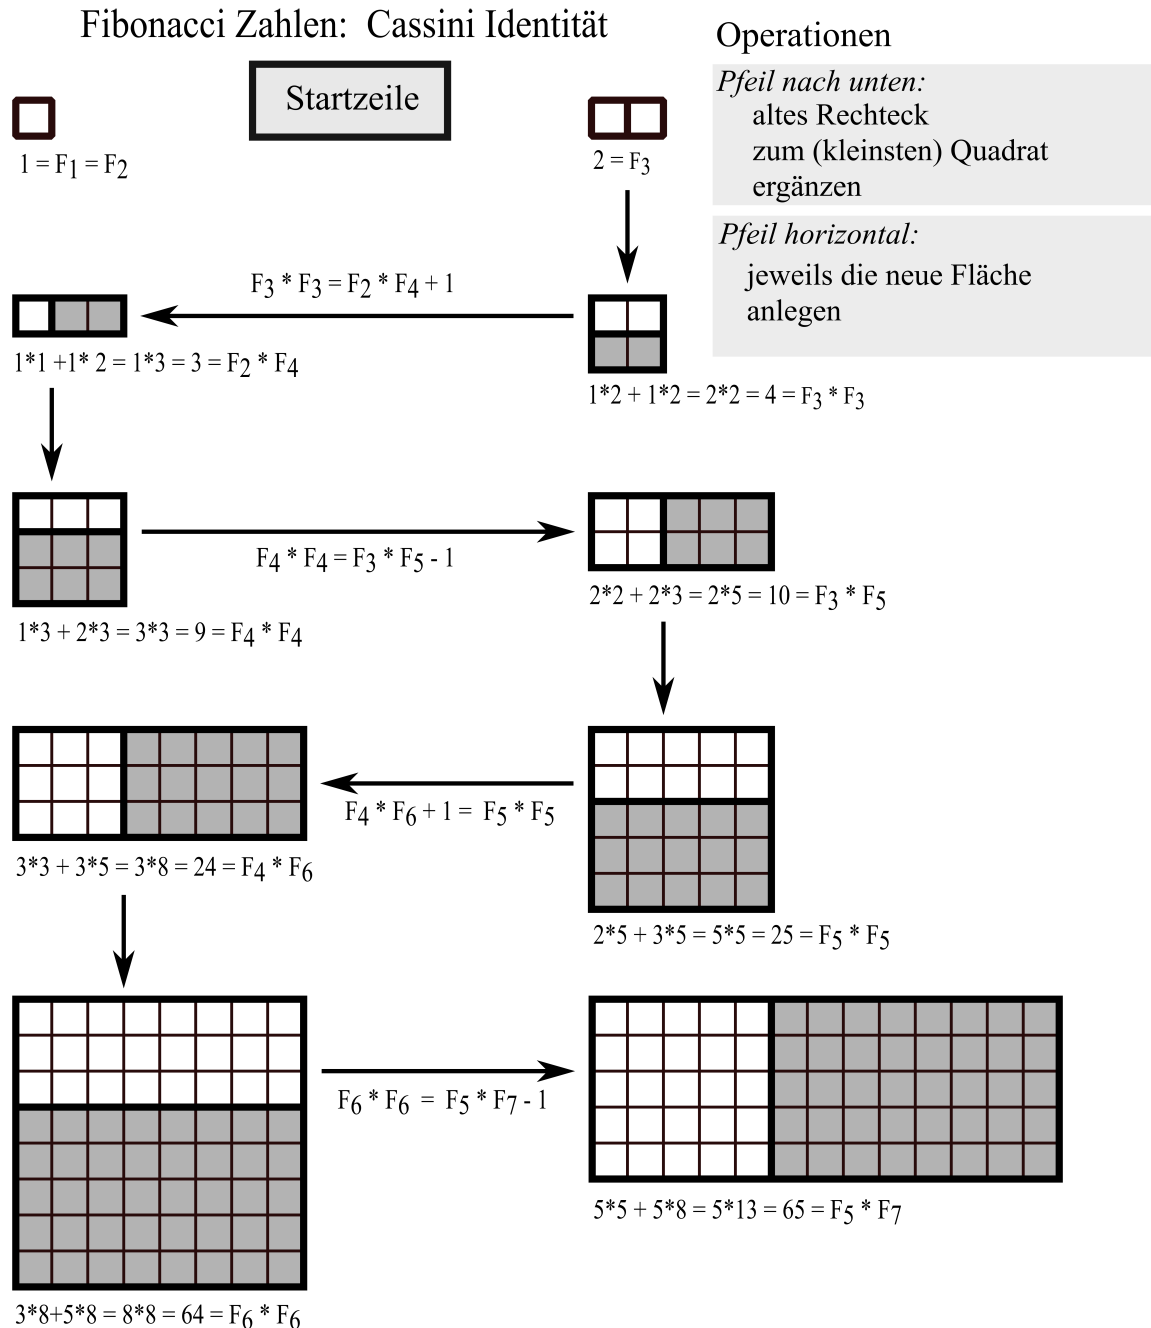 Fibonacci Zahlen: Cassini Identität
Startzeile
1 = F1 = F2
2 = F3
Operationen
Pfeil nach unten:
altes Rechteck
zum (kleinsten) Quadrat
ergänzen
Pfeil horizontal:
jeweils die neue Fläche
anlegen
F3 * F3 = F2 * F4 + 1
1*1 +1* 2 = 1*3 = 3 = F2 * F4
1*2 + 1*2 = 2*2 = 4 = F3 * F3
F4 * F4 = F3 * F5 - 1
1*3 + 2*3 = 3*3 = 9 = F4 * F4
2*2 + 2*3 = 2*5 = 10 = F3 * F5
F4 * F6 + 1 = F5 * F5
3*3 + 3*5 = 3*8 = 24 = F4 * F6
2*5 + 3*5 = 5*5 = 25 = F5 * F5
F6 * F6 = F5 * F7 - 1
3*8+5*8 = 8*8 = 64 = F6 * F6
5*5 + 5*8 = 5*13 = 65 = F5 * F7